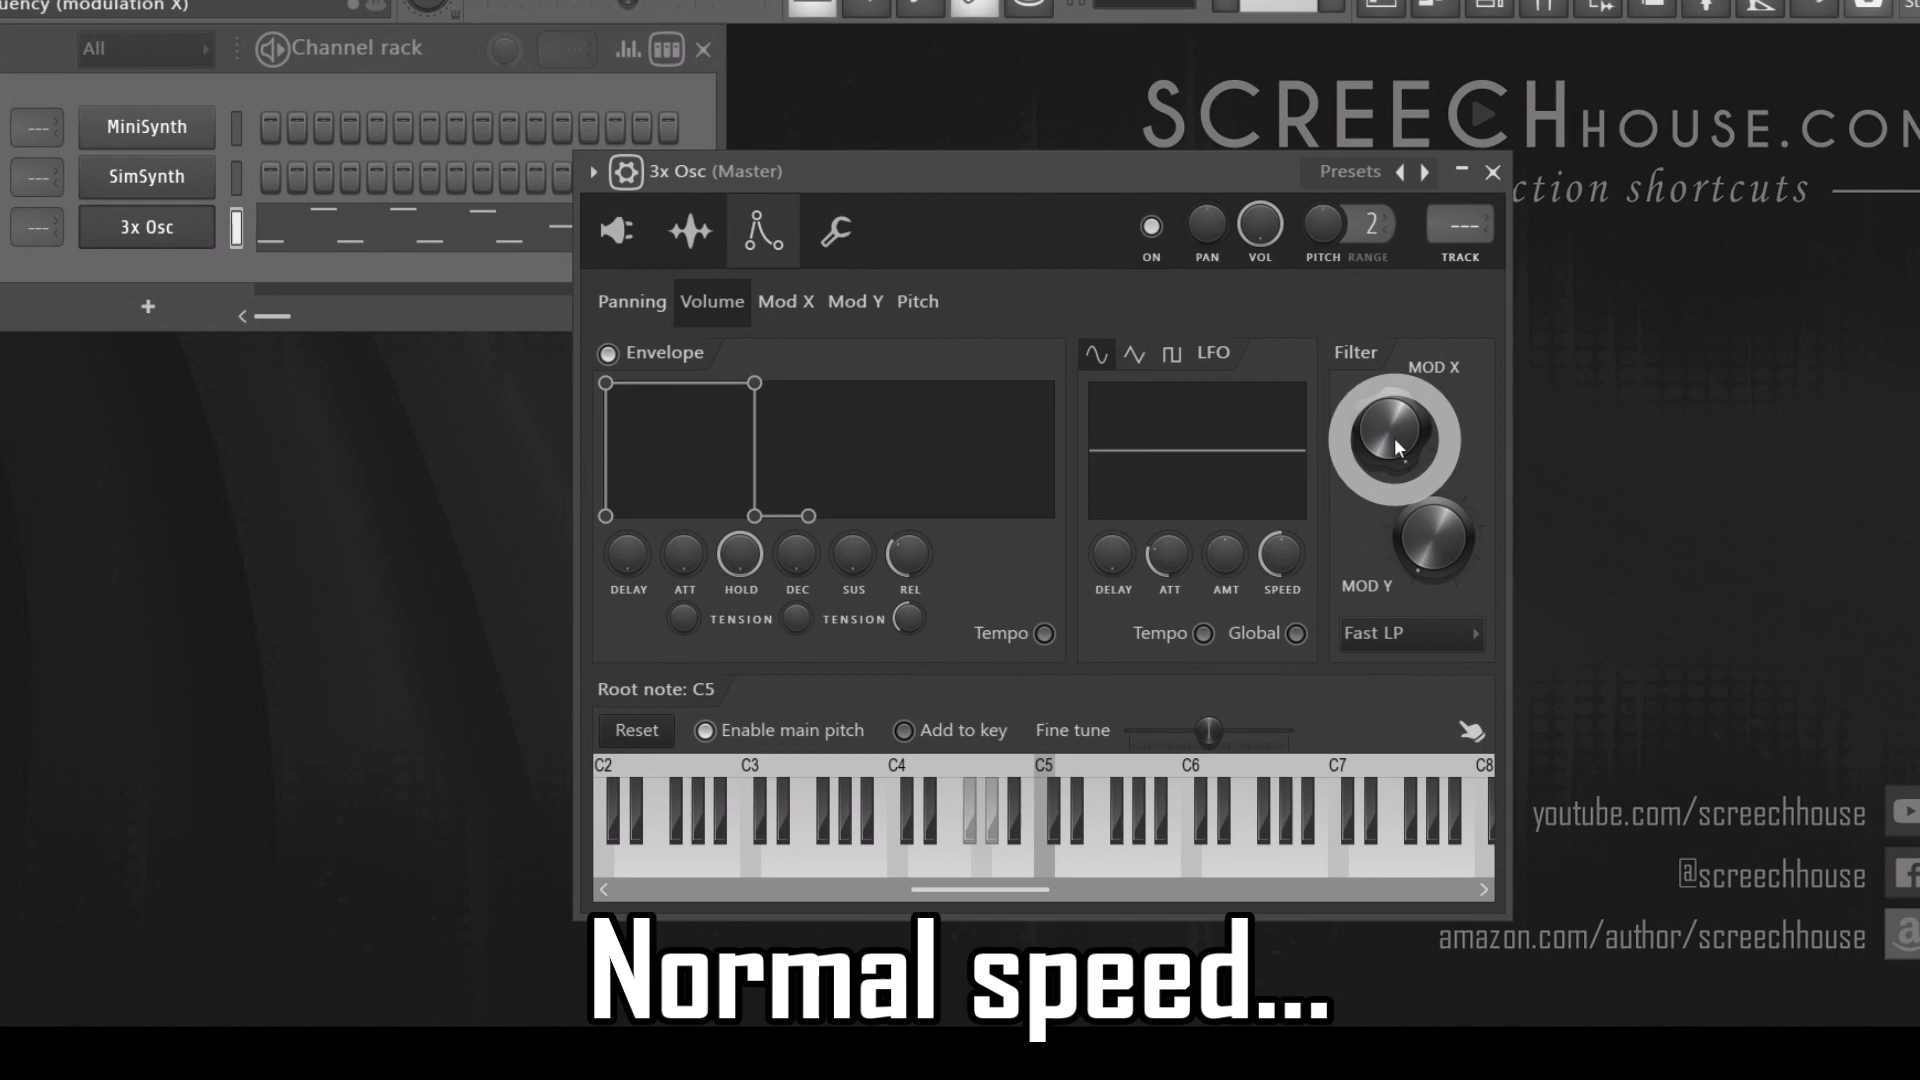 uency (modulation X)
All
Channel rack
MiniSynth
SimSynth
3x Osc
SCREECHHOUSE.CO
ction shortcuts
3x Osc (Master)
Presets
2
---
ON PAN VOL PITCH RANGE TRACK
Panning Volume Mod X Mod Y Pitch
Envelope
LFO
Filter
MOD X
DELAY ATT HOLD DEC SUS REL
TENSION TENSION
Tempo
DELAY ATT AMT SPEED
Tempo Global
MOD Y
Fast LP
Root note: C5
Reset
Enable main pitch
Add to key
Fine tune
C2 C3 C4 C5 C6 C7 C8
youtube.com/screechhouse
@screechhouse
amazon.com/author/screechhouse
Normal speed...